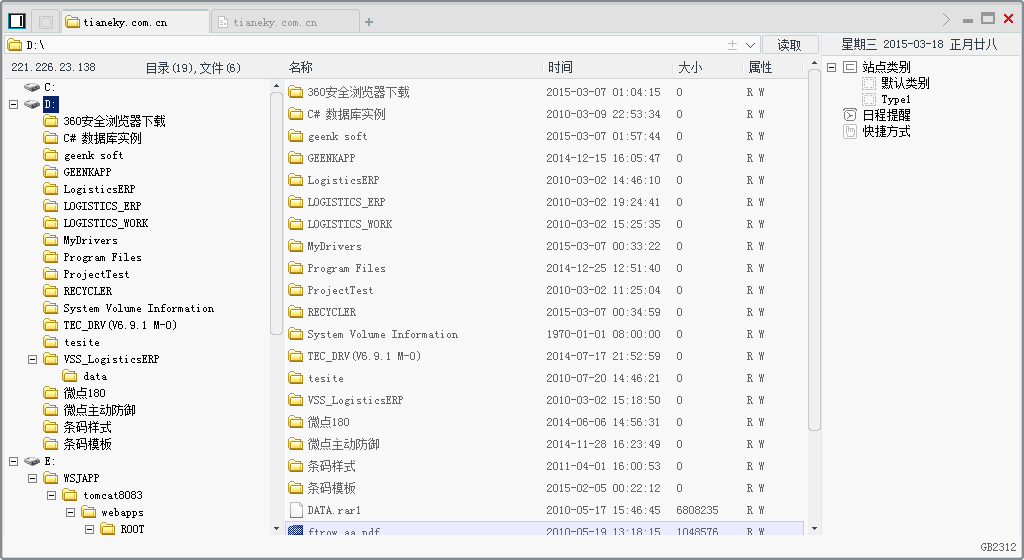 tianeky.com.cn
tianeky.com.cn
+
D:\
读取
星期三 2015-03-18 正月廿八
221.226.23.138
目录(19),文件(6)
C:
D:
360安全浏览器下载
C# 数据库实例
geenk soft
GEENKAPP
LogisticsERP
LOGISTICS_ERP
LOGISTICS_WORK
MyDrivers
Program Files
ProjectTest
RECYCLER
System Volume Information
TEC_DRV(V6.9.1 M-O)
tesite
VSS_LogisticsERP
data
微点180
微点主动防御
条码样式
条码模板
E:
WSJAPP
tomcat8083
webapps
ROOT
名称 时间 大小 属性
360安全浏览器下载 2015-03-07 01:04:15 0 R W
C# 数据库实例 2010-03-09 22:53:34 0 R W
geenk soft 2015-03-07 01:57:44 0 R W
GEENKAPP 2014-12-15 16:05:47 0 R W
LogisticsERP 2010-03-02 14:46:10 0 R W
LOGISTICS_ERP 2010-03-02 19:24:41 0 R W
LOGISTICS_WORK 2010-03-02 15:25:35 0 R W
MyDrivers 2015-03-07 00:33:22 0 R W
Program Files 2014-12-25 12:51:40 0 R W
ProjectTest 2010-03-02 11:25:04 0 R W
RECYCLER 2015-03-07 00:34:59 0 R W
System Volume Information 1970-01-01 08:00:00 0 R W
TEC_DRV(V6.9.1 M-O) 2014-07-17 21:52:59 0 R W
tesite 2010-07-20 14:46:21 0 R W
VSS_LogisticsERP 2010-03-02 15:18:50 0 R W
微点180 2014-06-06 14:56:31 0 R W
微点主动防御 2014-11-28 16:23:49 0 R W
条码样式 2011-04-01 16:00:53 0 R W
条码模板 2015-02-05 00:22:12 0 R W
DATA.rar1 2010-05-17 15:46:45 6808235 R W
ftrow_aa.pdf 2010-05-19 13:18:15 1048576 R W
站点类别
默认类别
Type1
日程提醒
快捷方式
GB2312